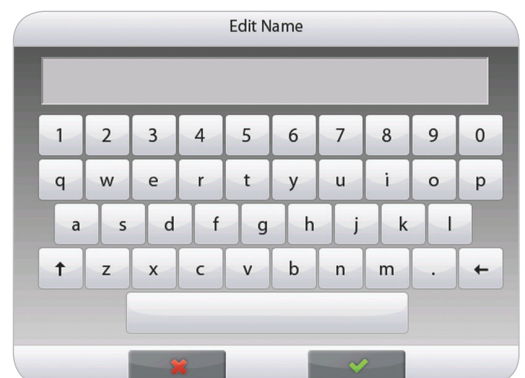 Edit Name
1 2 3 4 5 6 7 8 9 0
q w e r t y u i o p
a s d f g h j k l
↑ z x c v b n m . ←